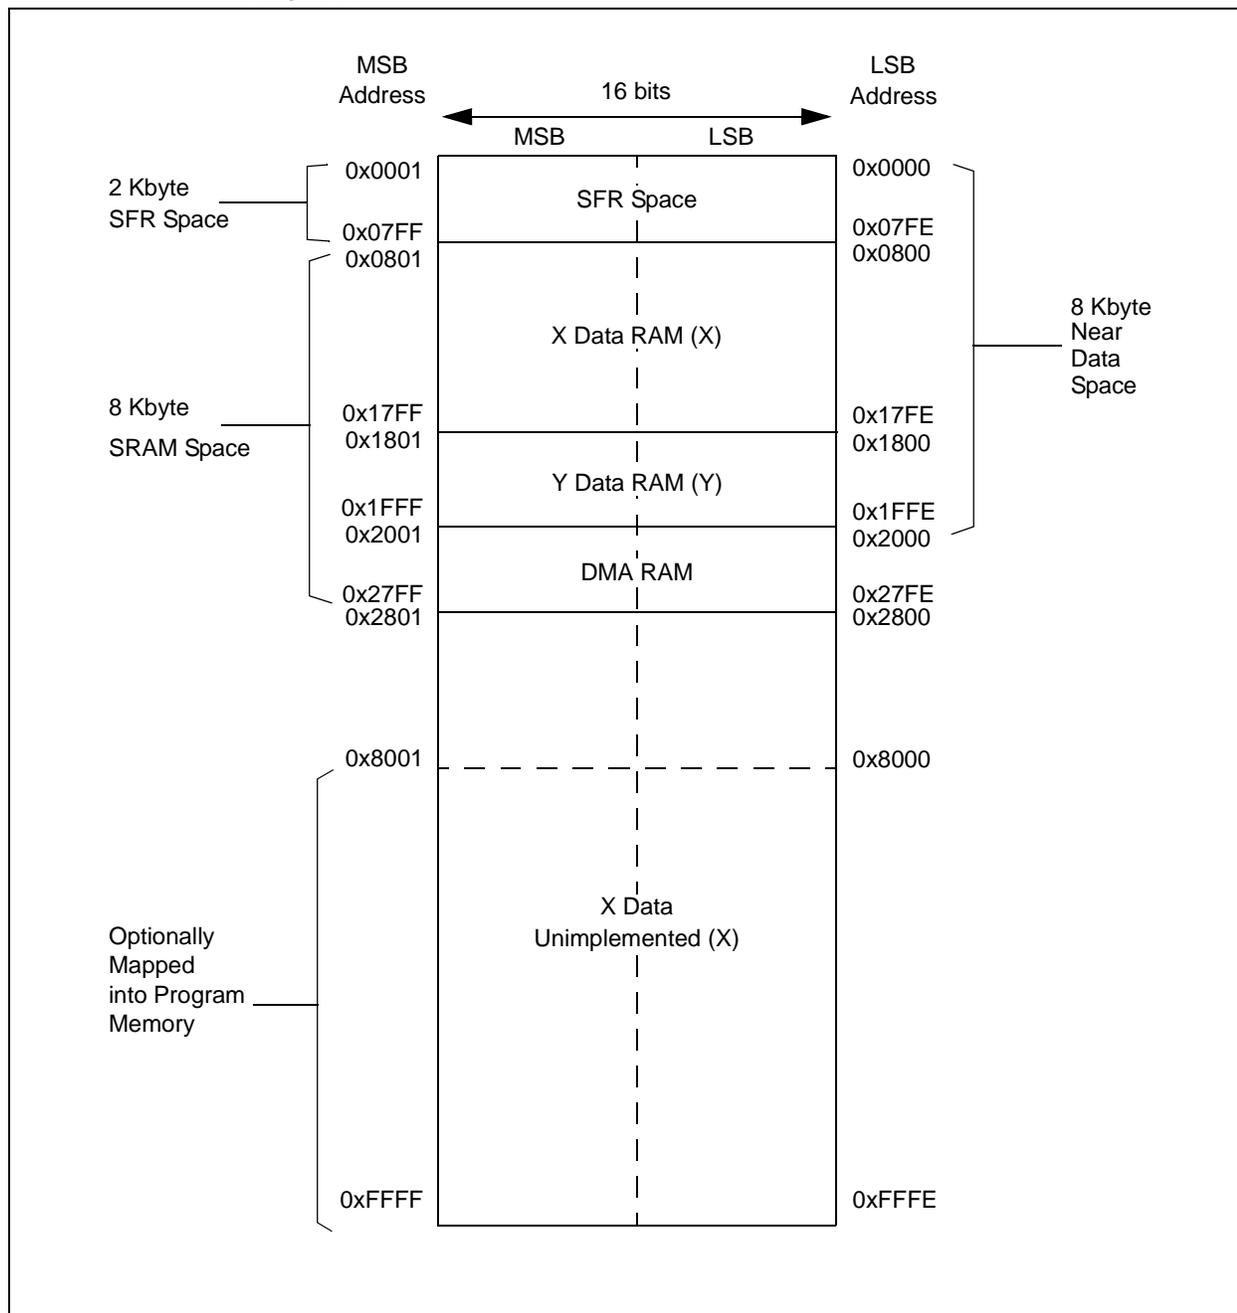 MSB
Address
16 bits
LSB
Address
MSB
LSB
0x0001
0x0000
2 Kbyte
SFR Space
SFR Space
0x07FF
0x07FE
0x0801
0x0800
8 Kbyte
Near
Data
Space
X Data RAM (X)
8 Kbyte
SRAM Space
0x17FF
0x17FE
0x1801
0x1800
Y Data RAM (Y)
0x1FFF
0x1FFE
0x2001
0x2000
DMA RAM
0x27FF
0x27FE
0x2801
0x2800
0x8001
0x8000
X Data
Unimplemented (X)
Optionally
Mapped
into Program
Memory
0xFFFF
0xFFFE